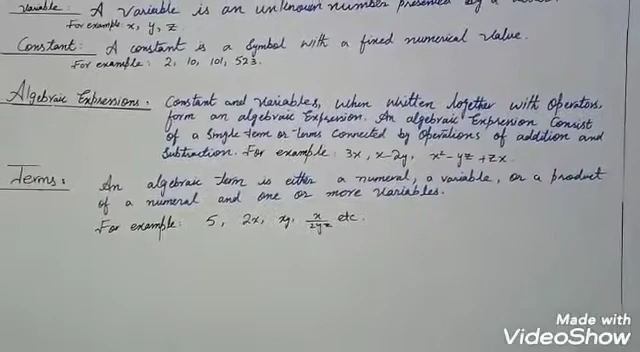 Variable: A Variable is an unknown number presented by a
For example: x, y, z
Constant: A constant is a symbol with a fixed numerical value.
For example: 2, 10, 101, 523.
Algebraic Expressions: Constant and variables, when written together with operators,
form an algebraic Expression. An algebraic Expression consist
of a single term or terms connected by operations of addition and
Subtraction. For example: 3x, x-2y, x²-yz+zx.
Terms: An algebraic term is either a numeral, a variable, or a product
of a numeral and one or more variables.
For example: 5, 2x, xy, x/2yz etc.
Made with
VideoShow